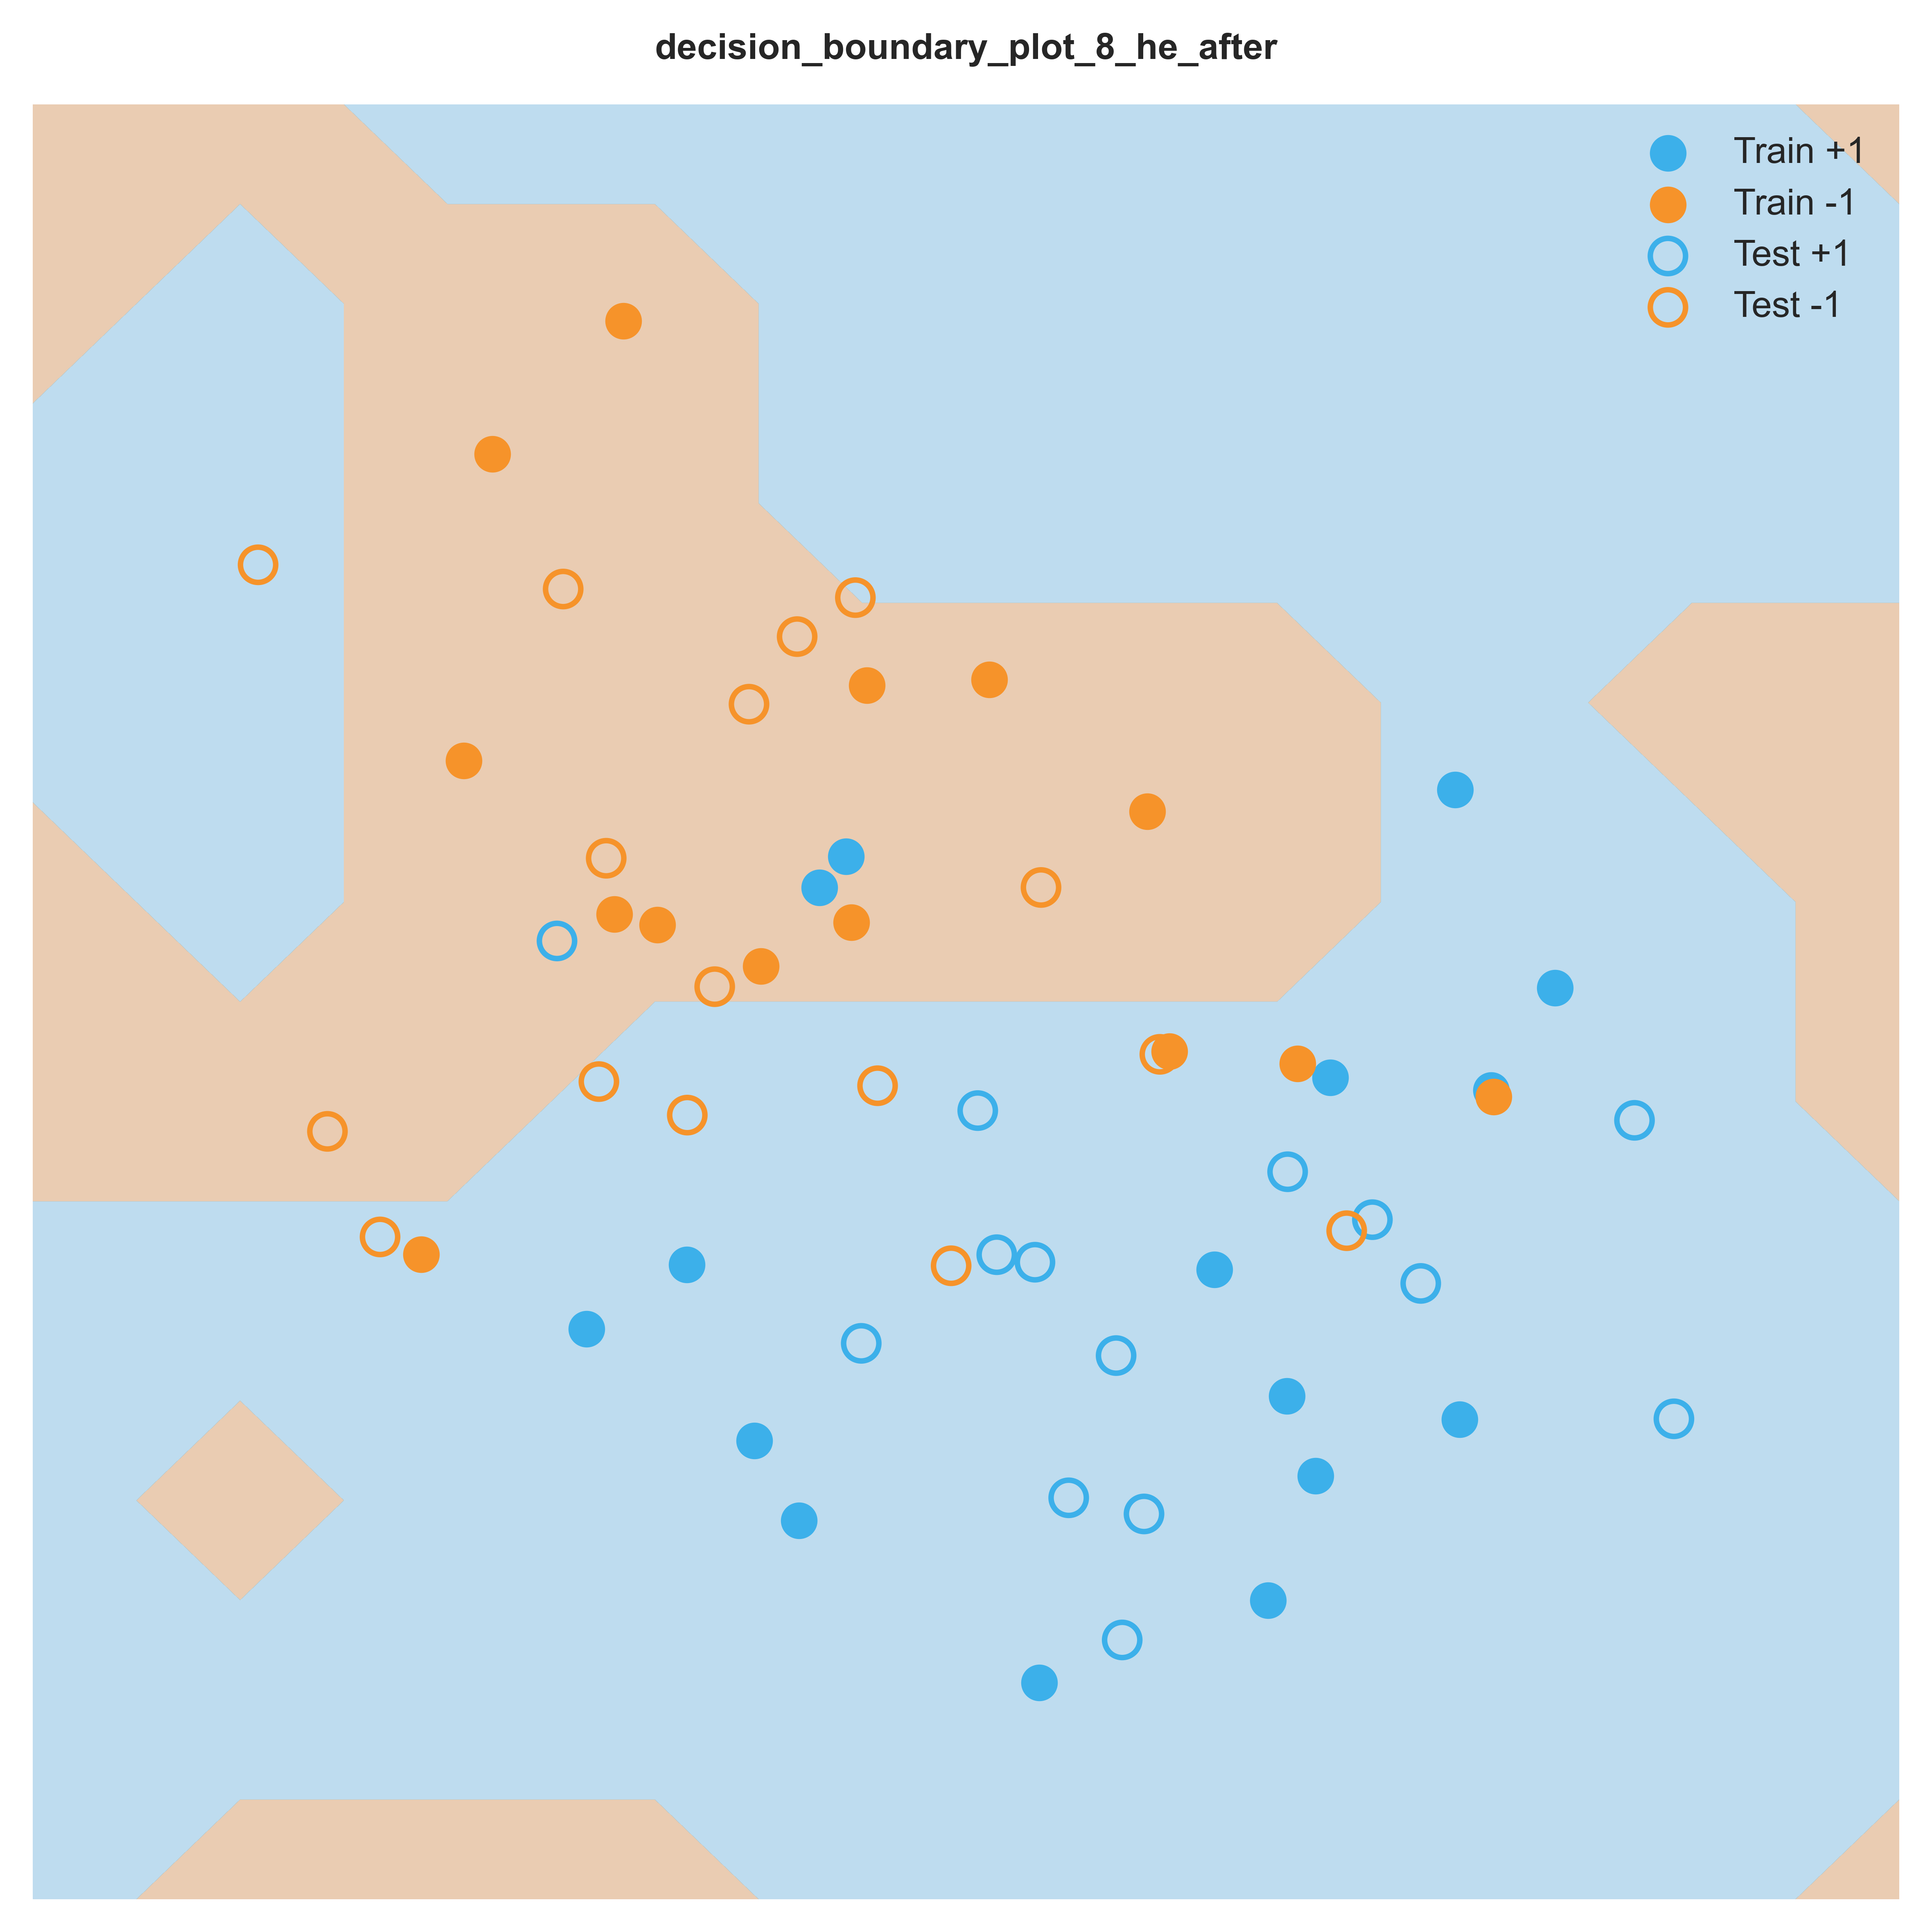 decision_boundary_plot_8_he_after
Train +1
Train -1
Test +1
Test -1